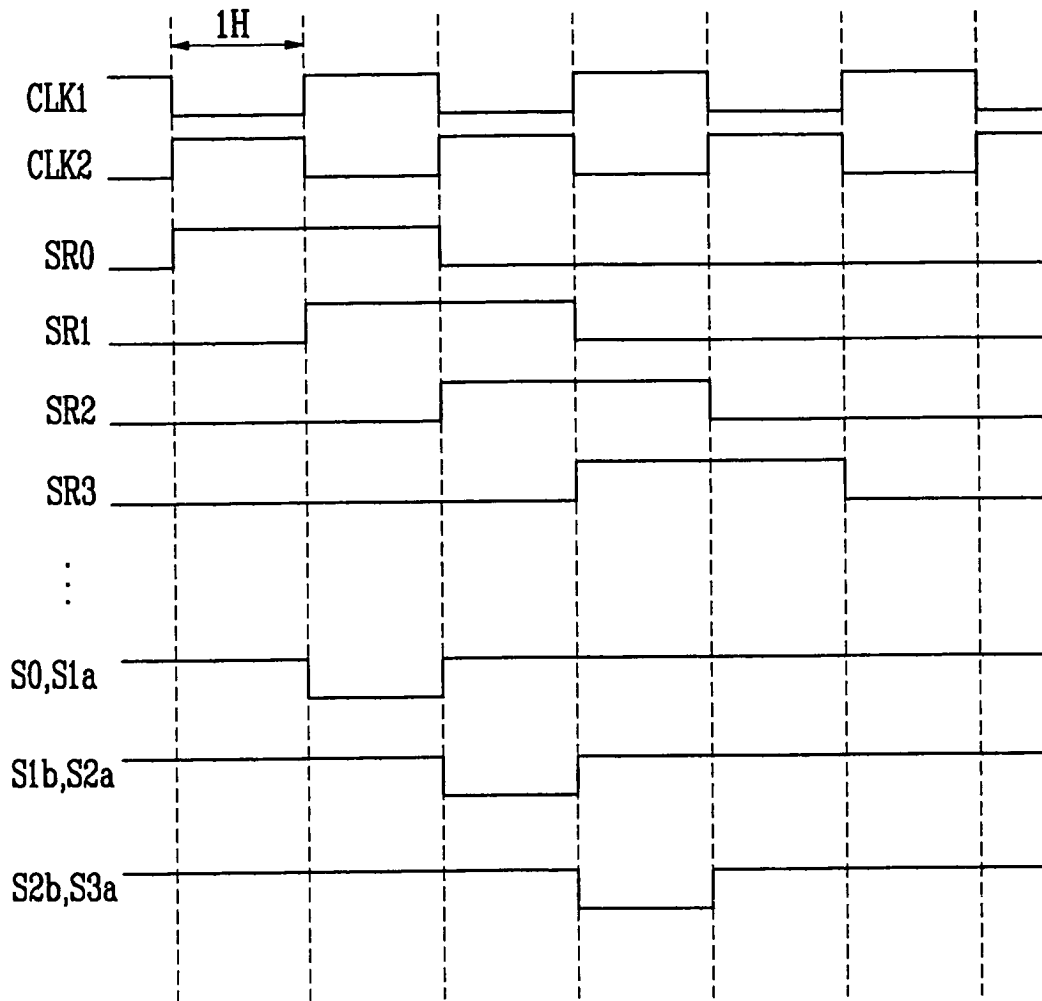 1H
CLK1
CLK2
SR0
SR1
SR2
SR3
⋮
S0,S1a
S1b,S2a
S2b,S3a